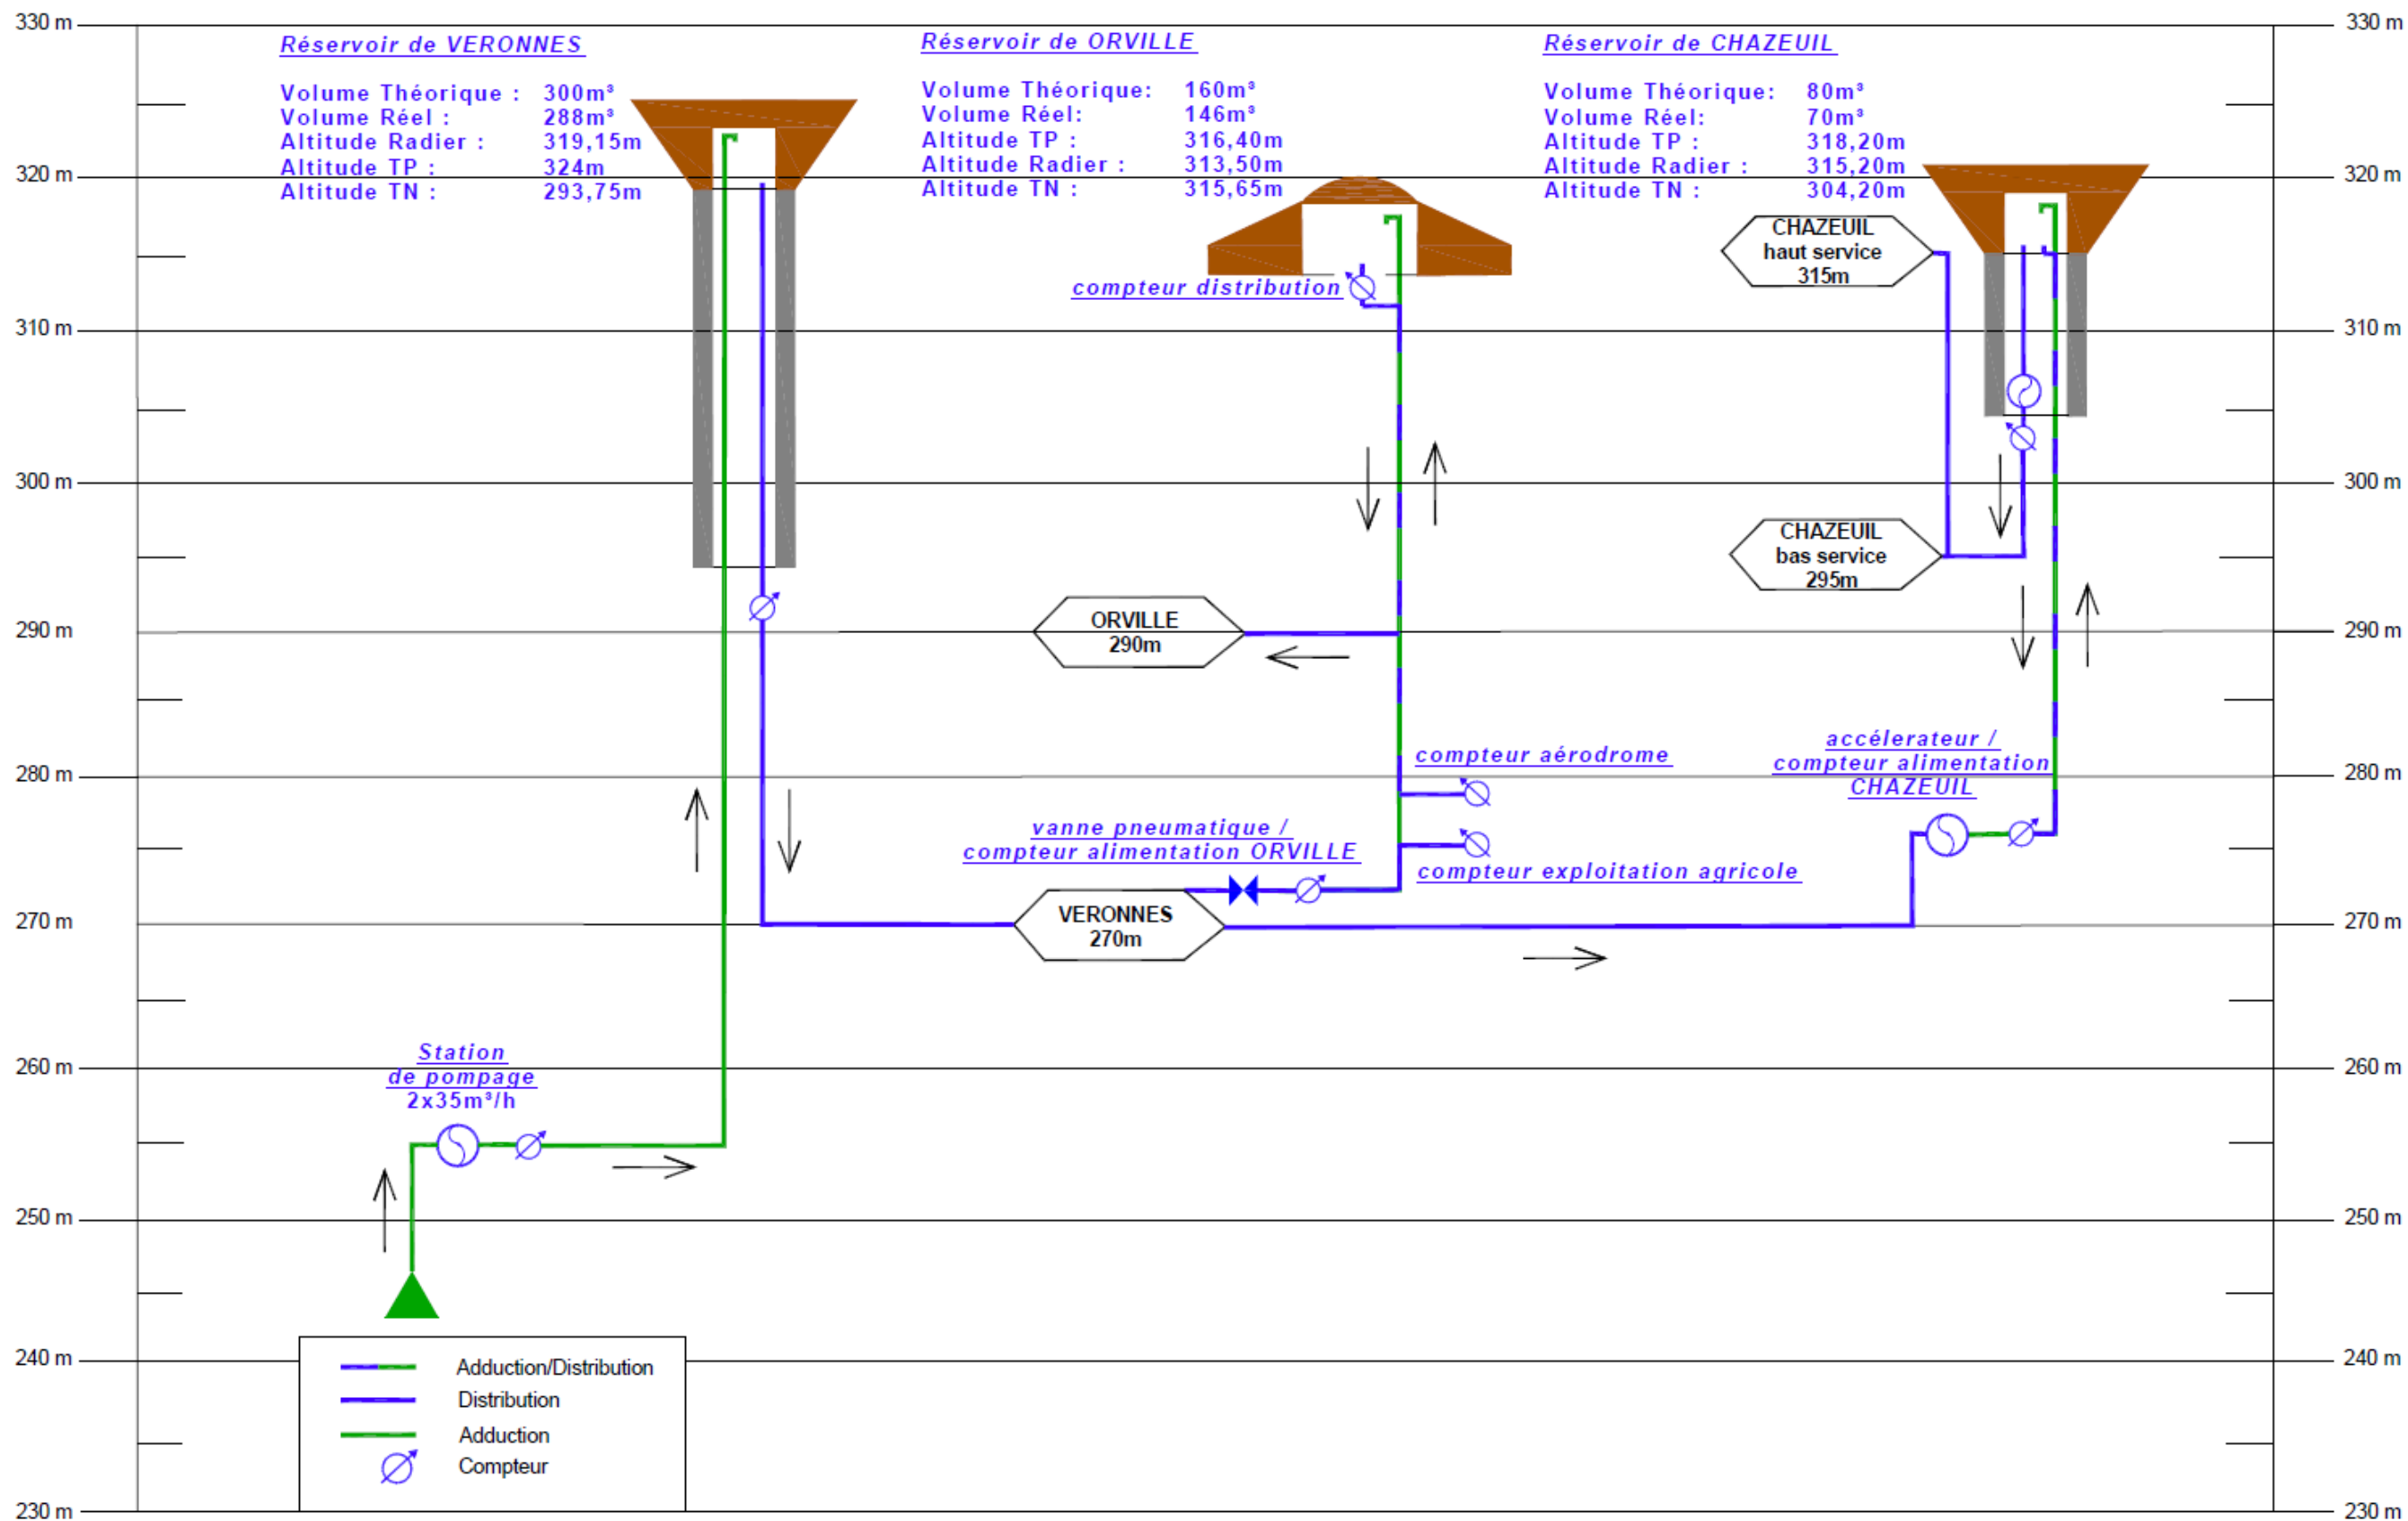 330 m
330 m
Réservoir de VERONNES
Volume Théorique : 300m³
Volume Réel : 288m³
Altitude Radier : 319,15m
Altitude TP : 324m
Altitude TN : 293,75m
Réservoir de ORVILLE
Volume Théorique: 160m³
Volume Réel: 146m³
Altitude TP : 316,40m
Altitude Radier : 313,50m
Altitude TN : 315,65m
Réservoir de CHAZEUIL
Volume Théorique: 80m³
Volume Réel: 70m³
Altitude TP : 318,20m
Altitude Radier : 315,20m
Altitude TN : 304,20m
320 m
320 m
CHAZEUIL
haut service
315m
compteur distribution
310 m
310 m
300 m
300 m
CHAZEUIL
bas service
295m
290 m
ORVILLE
290m
290 m
accélerateur /
compteur alimentation
CHAZEUIL
compteur aérodrome
280 m
280 m
vanne pneumatique /
compteur alimentation ORVILLE
compteur exploitation agricole
270 m
VERONNES
270m
270 m
260 m
260 m
Station
de pompage
2x35m³/h
250 m
250 m
240 m
240 m
Adduction/Distribution
Distribution
Adduction
Compteur
230 m
230 m